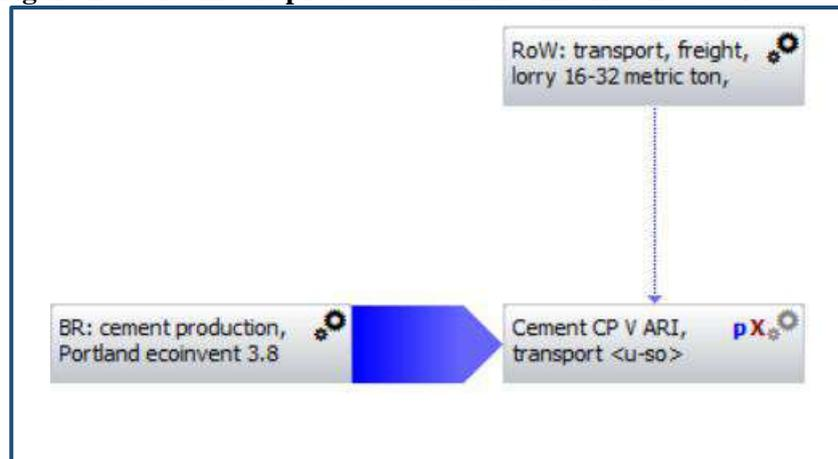 RoW: transport, freight,
lorry 16-32 metric ton,
BR: cement production,
Portland ecoinvent 3.8
Cement CP V ARI,
transport <u-so>
pX